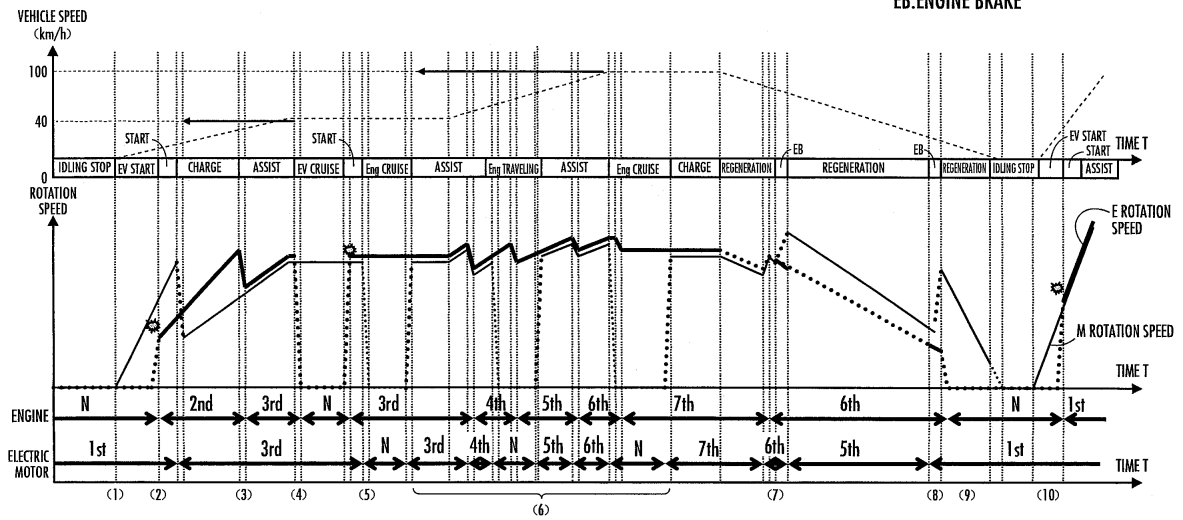 EB:ENGINE BRAKE
VEHICLE SPEED
(km/h)
100
40
0
START
START
EB
EB
EV START
START
TIME T
IDLING STOP EV START CHARGE ASSIST EV CRUISE Eng CRUISE ASSIST Eng TRAVELING ASSIST Eng CRUISE CHARGE REGENERATION REGENERATION REGENERATION IDLING STOP ASSIST
ROTATION
SPEED
E ROTATION
SPEED
M ROTATION SPEED
TIME T
N 2nd 3rd N 3rd 4th 5th 6th 7th 6th N 1st
ENGINE
1st 3rd N 3rd 4th N 5th 6th N 7th 6th 5th 1st
ELECTRIC
MOTOR
TIME T
(1) (2) (3) (4) (5) (6) (7) (8) (9) (10)